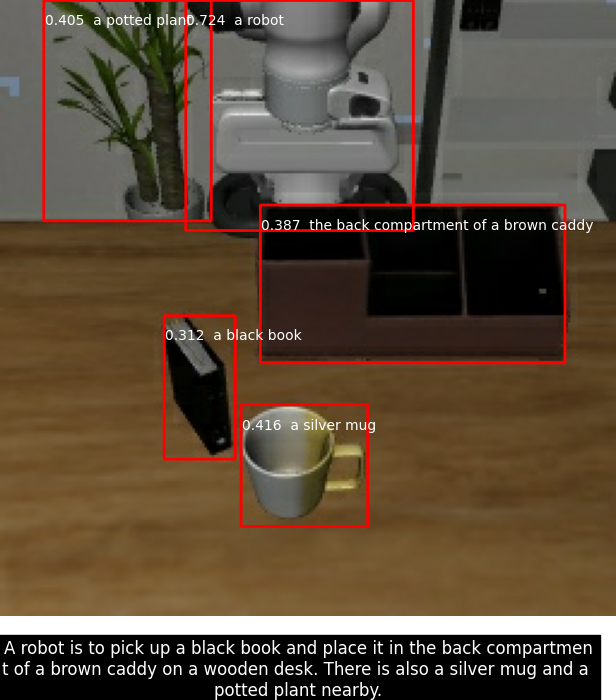 0.405 a potted plant
0.724 a robot
0.387 the back compartment of a brown caddy
0.312 a black book
0.416 a silver mug
A robot is to pick up a black book and place it in the back compartmen
t of a brown caddy on a wooden desk. There is also a silver mug and a
potted plant nearby.